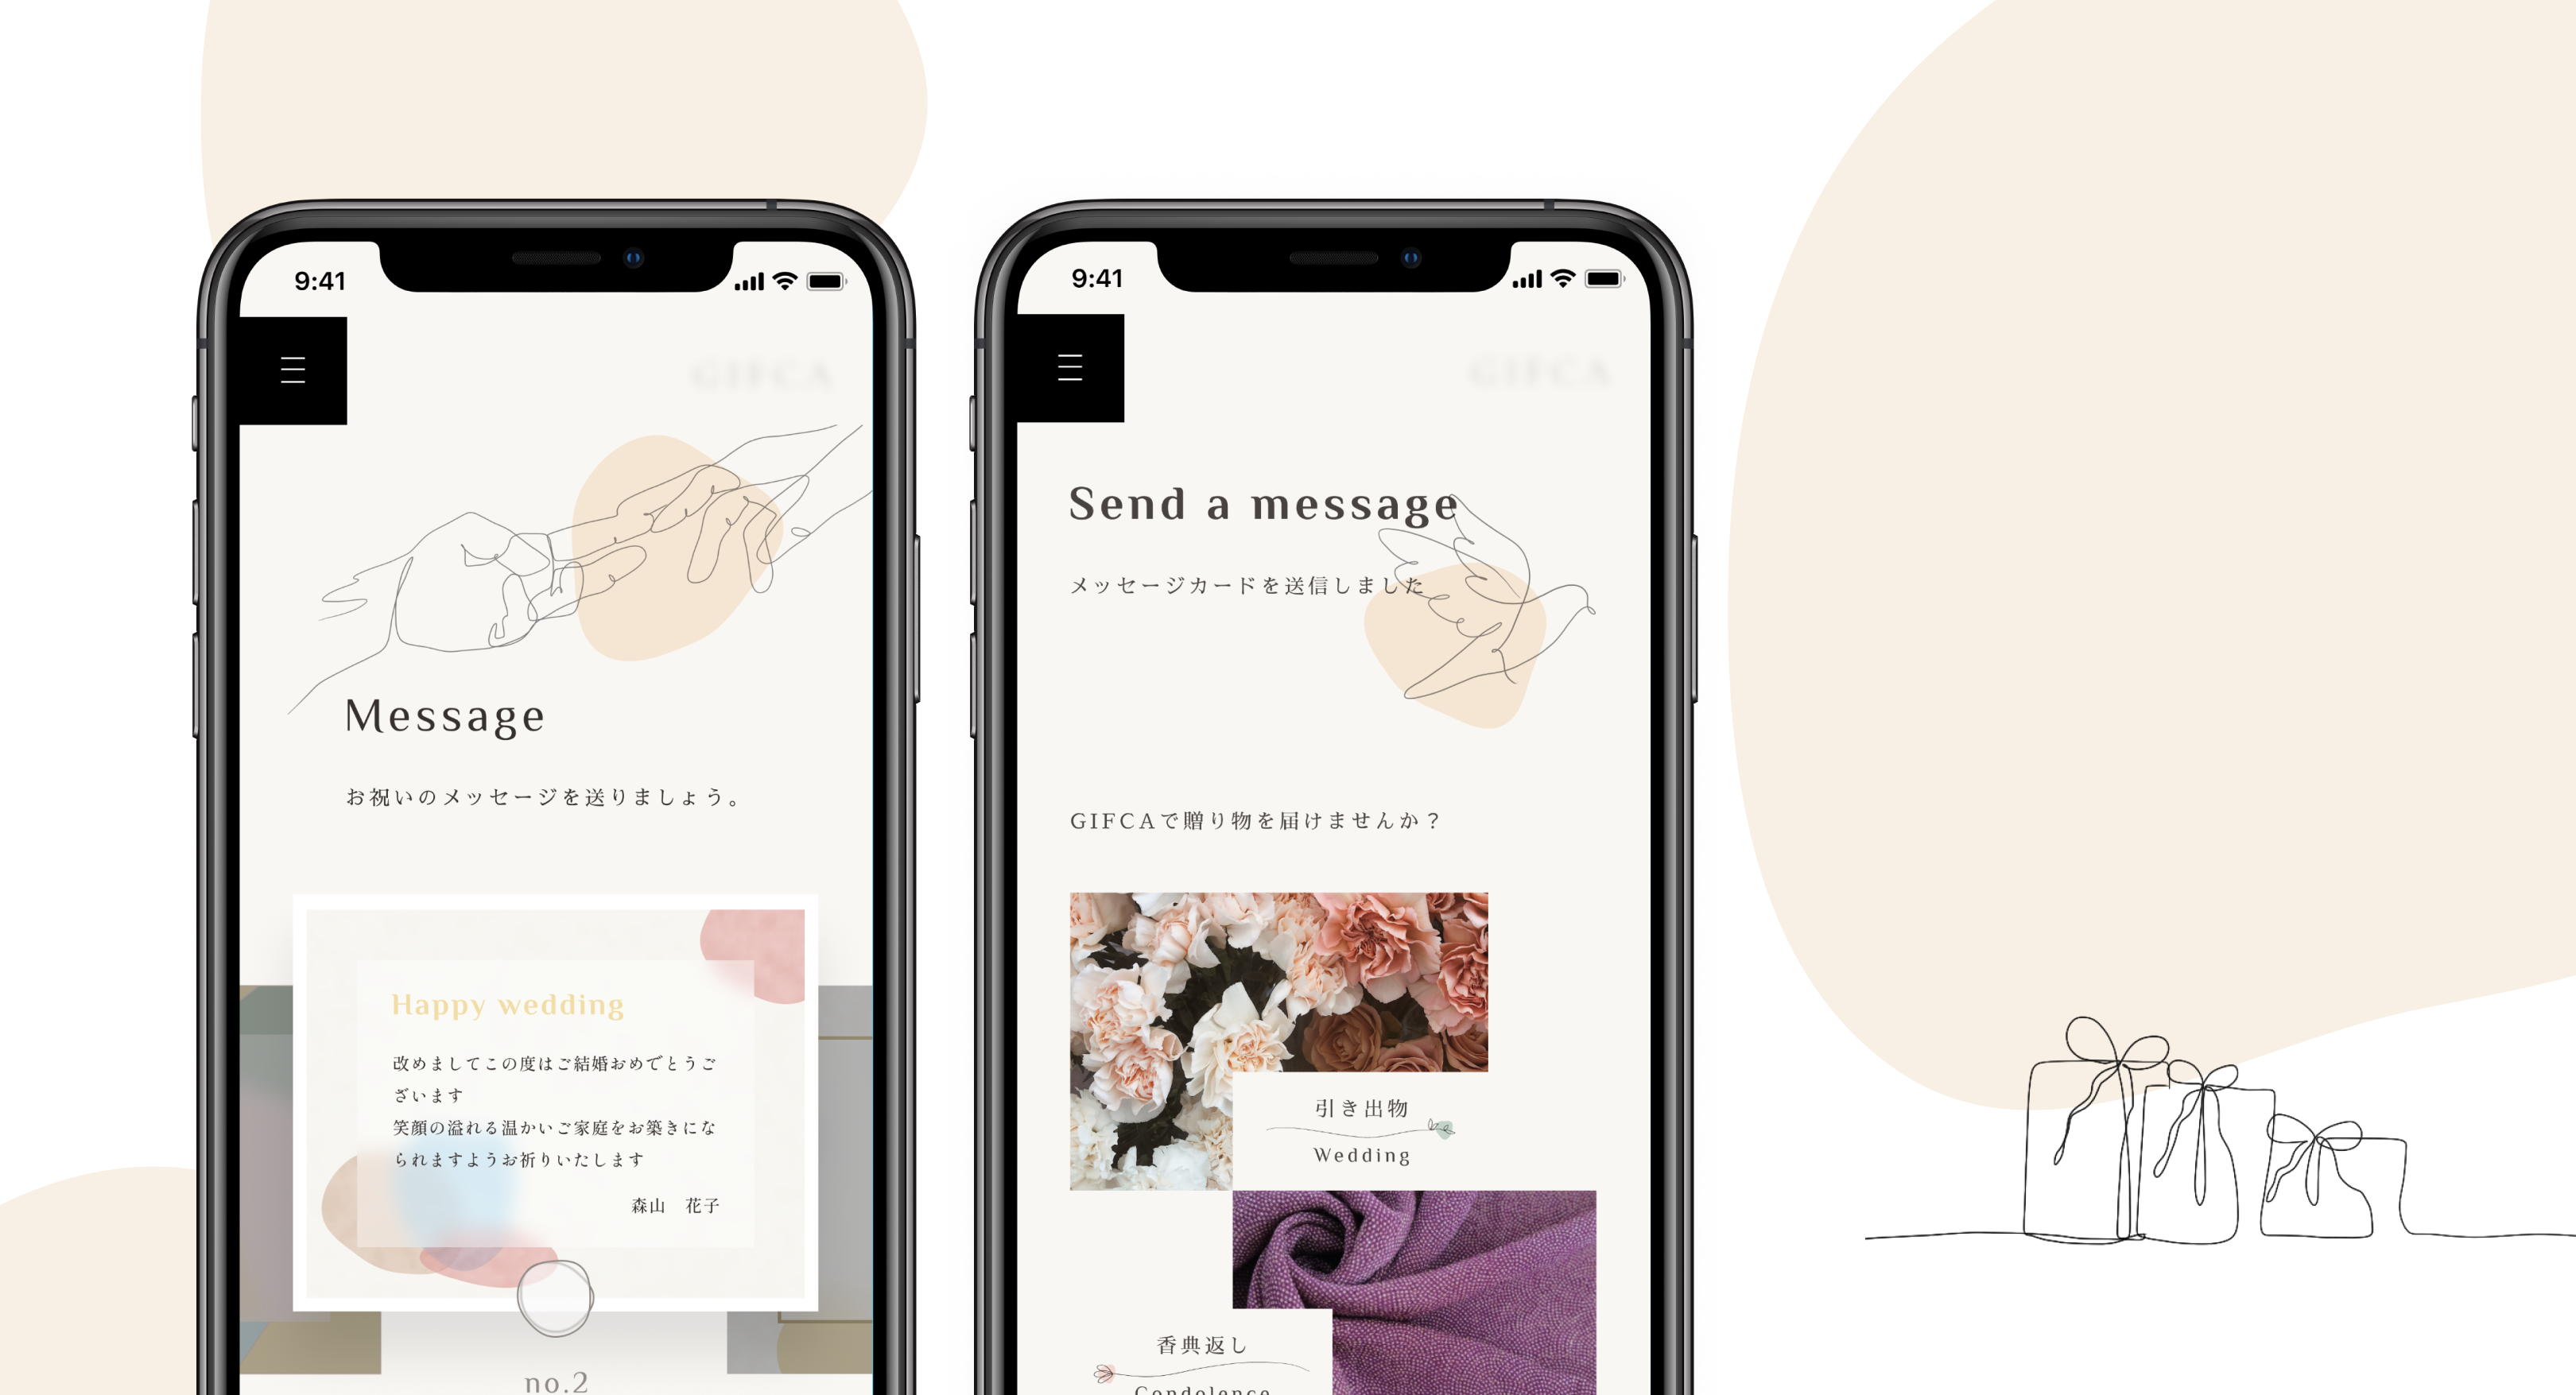 9:41
GIFCA
Message
お祝いのメッセージを送りましょう。
Happy wedding
改めましてこの度はご結婚おめでとうご
ざいます
笑顔の溢れる温かいご家庭をお築きにな
られますようお祈りいたします
森山　花子
no.2
9:41
GIFCA
Send a message
メッセージカードを送信しました
GIFCAで贈り物を届けませんか？
引き出物
Wedding
香典返し
Condolence